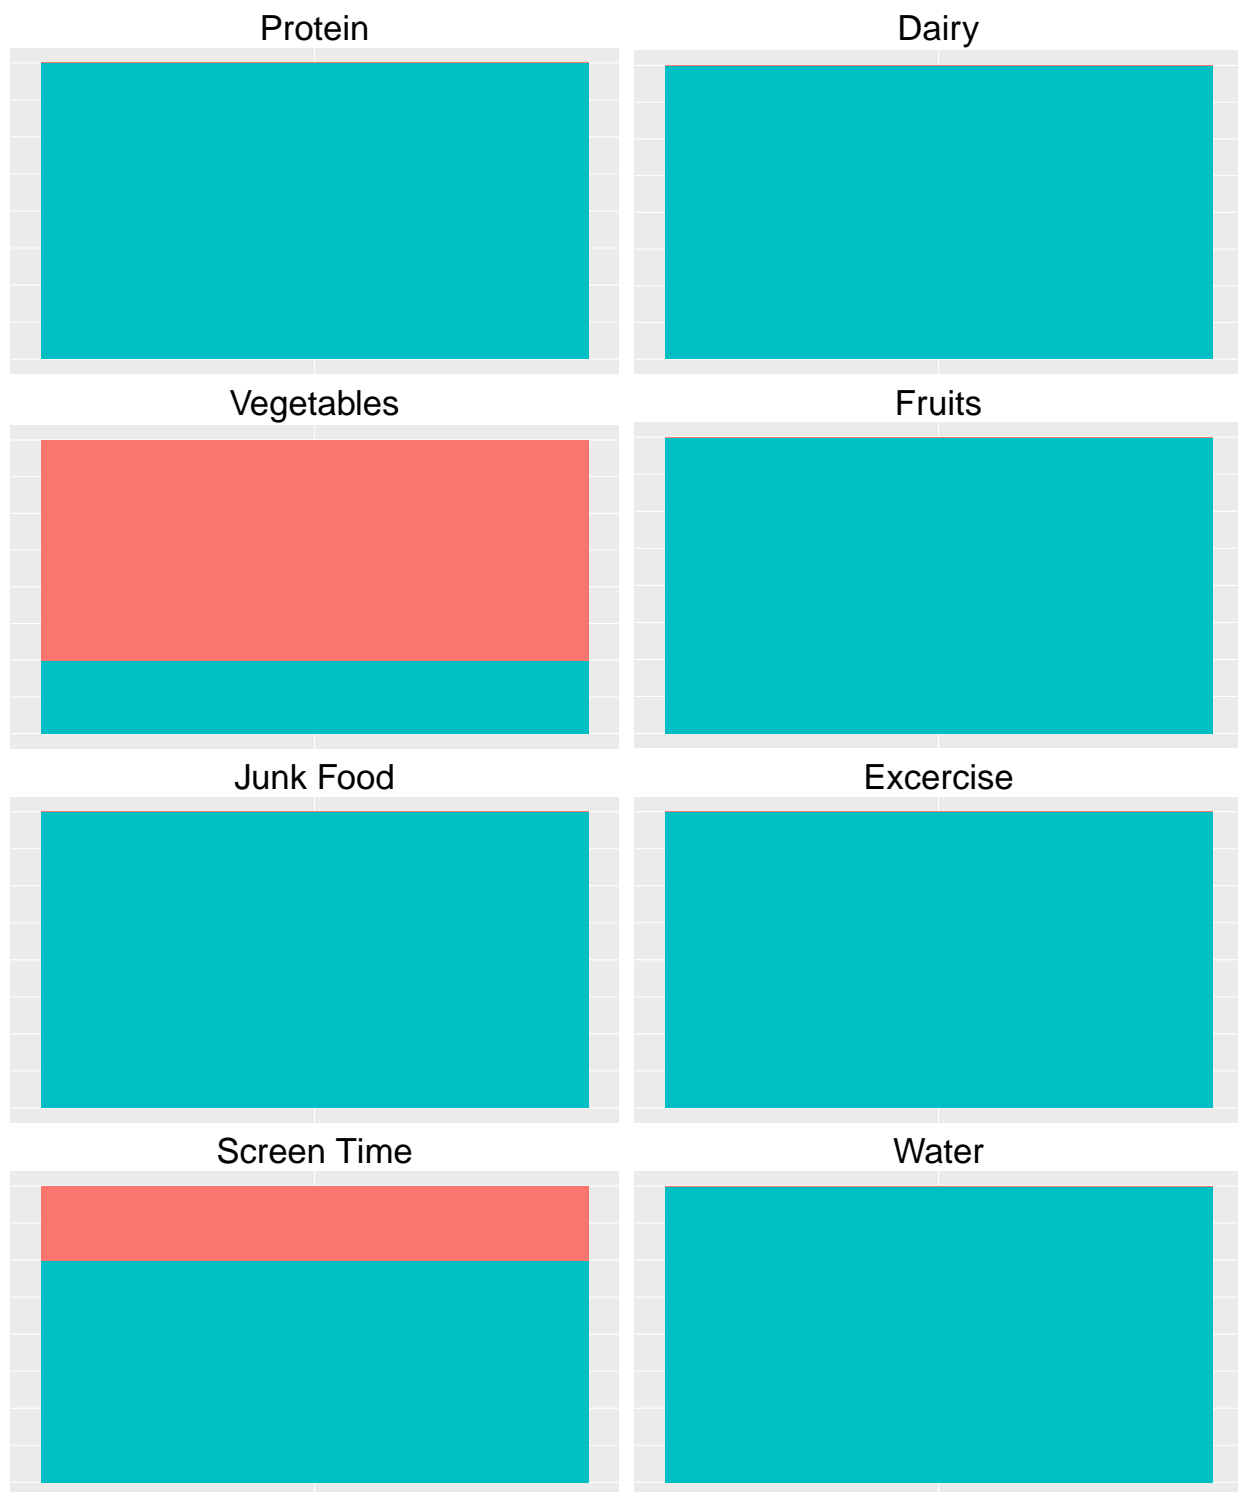 Protein
Dairy
Vegetables
Fruits
Junk Food
Excercise
Screen Time
Water